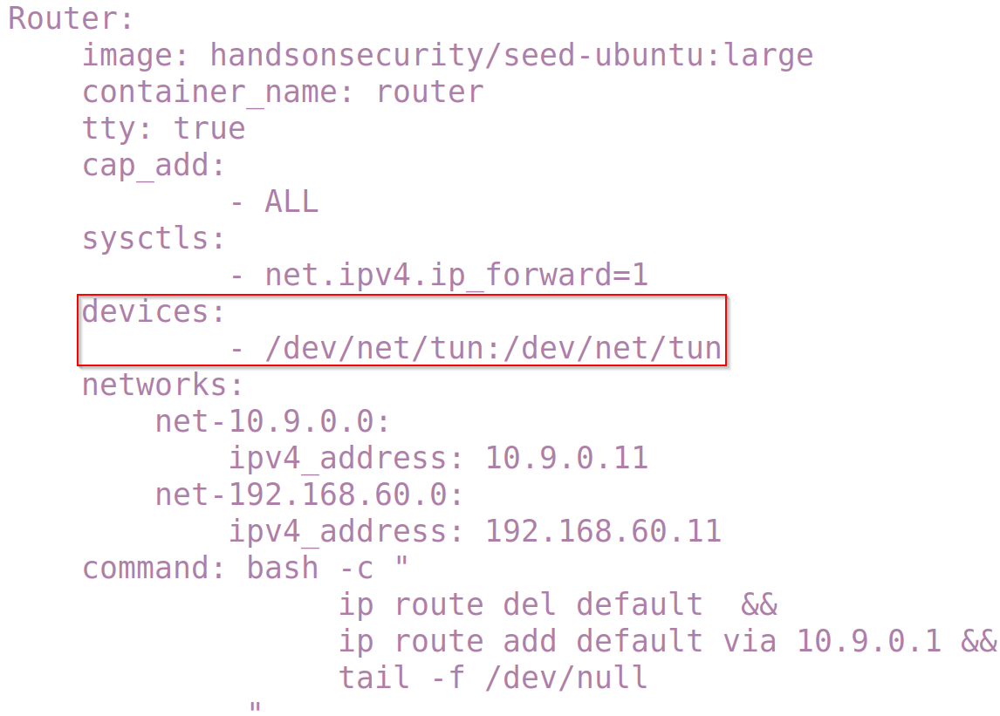 Router:
    image: handsonsecurity/seed-ubuntu:large
    container_name: router
    tty: true
    cap_add:
            - ALL
    sysctls:
            - net.ipv4.ip_forward=1
    devices:
            - /dev/net/tun:/dev/net/tun
    networks:
        net-10.9.0.0:
            ipv4_address: 10.9.0.11
        net-192.168.60.0:
            ipv4_address: 192.168.60.11
    command: bash -c "
                  ip route del default  &&
                  ip route add default via 10.9.0.1 &&
                  tail -f /dev/null
             "